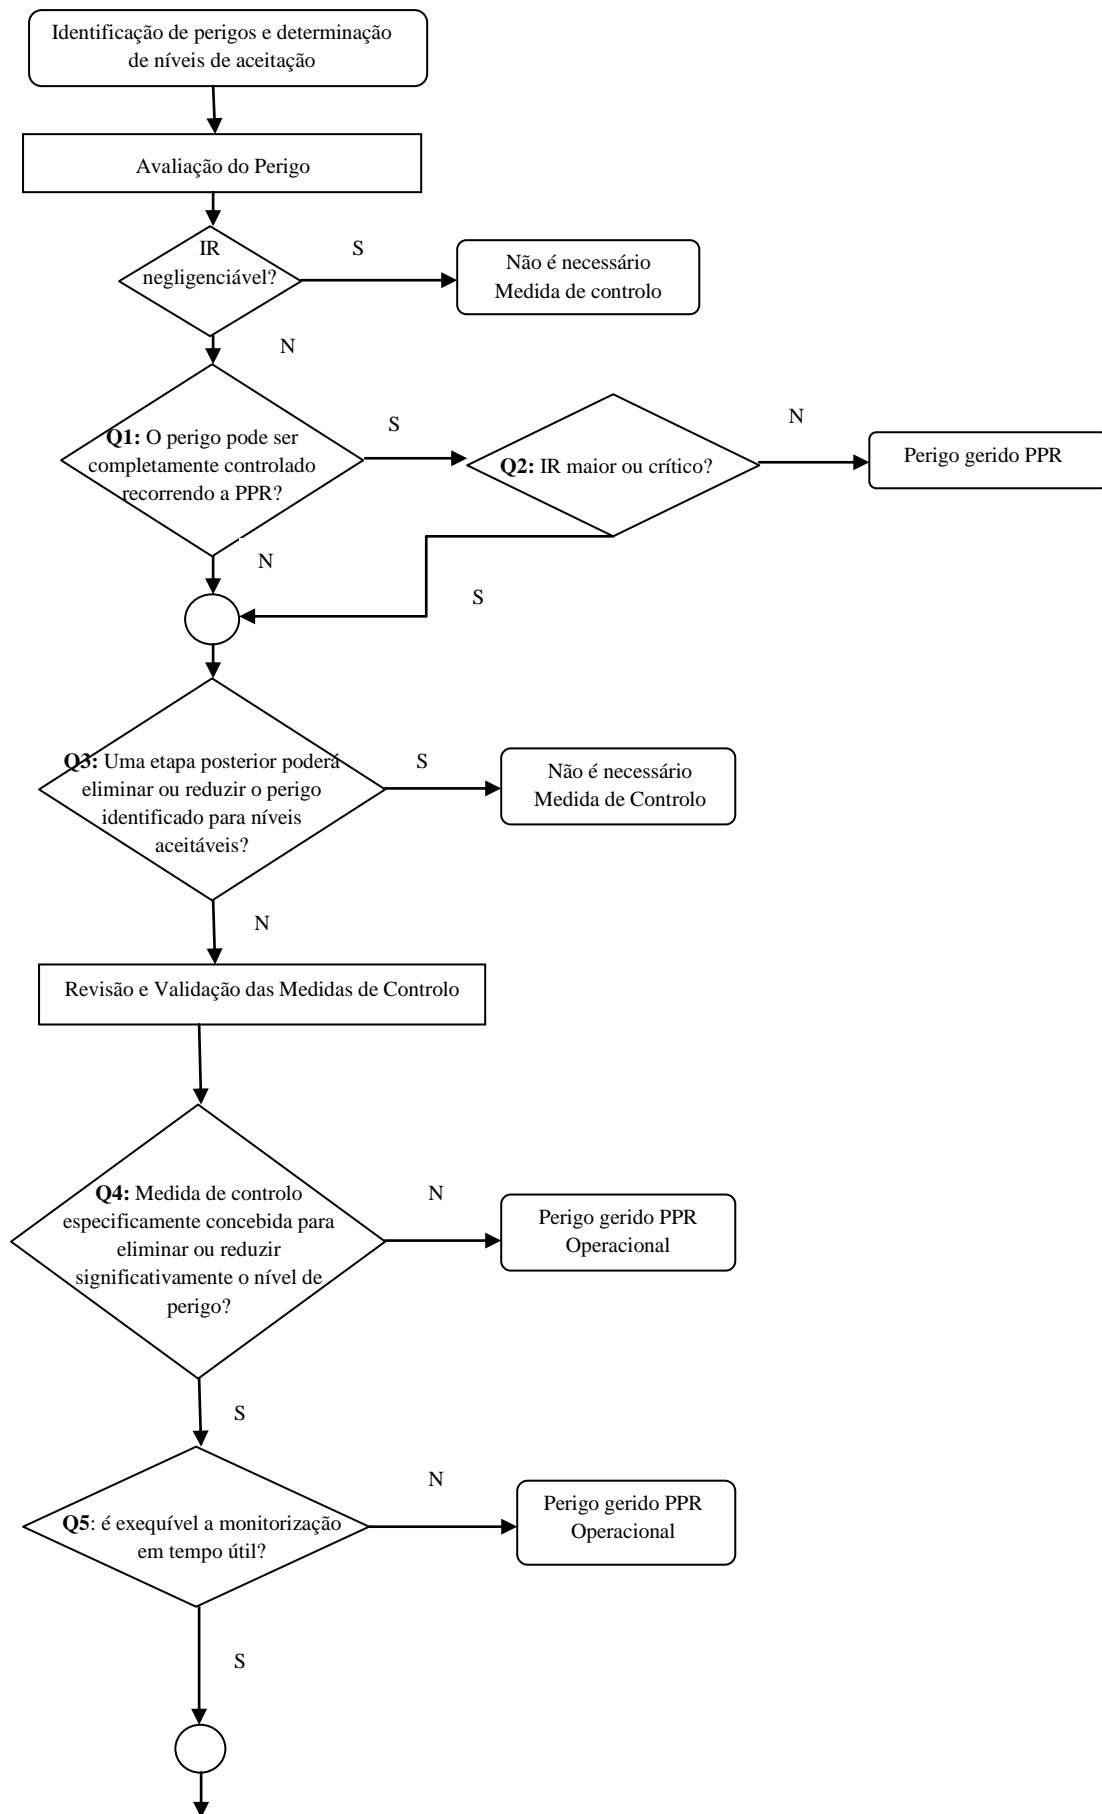 Identificação de perigos e determinação
de níveis de aceitação
Avaliação do Perigo
IR
negligenciável?
S
Não é necessário
Medida de controlo
N
Q1: O perigo pode ser
completamente controlado
recorrendo a PPR?
S
Q2: IR maior ou crítico?
N
Perigo gerido PPR
N
S
Q3: Uma etapa posterior poderá
eliminar ou reduzir o perigo
identificado para níveis
aceitáveis?
S
Não é necessário
Medida de Controlo
N
Revisão e Validação das Medidas de Controlo
Q4: Medida de controlo
especificamente concebida para
eliminar ou reduzir
significativamente o nível de
perigo?
N
Perigo gerido PPR
Operacional
S
Q5: é exequível a monitorização
em tempo útil?
N
Perigo gerido PPR
Operacional
S